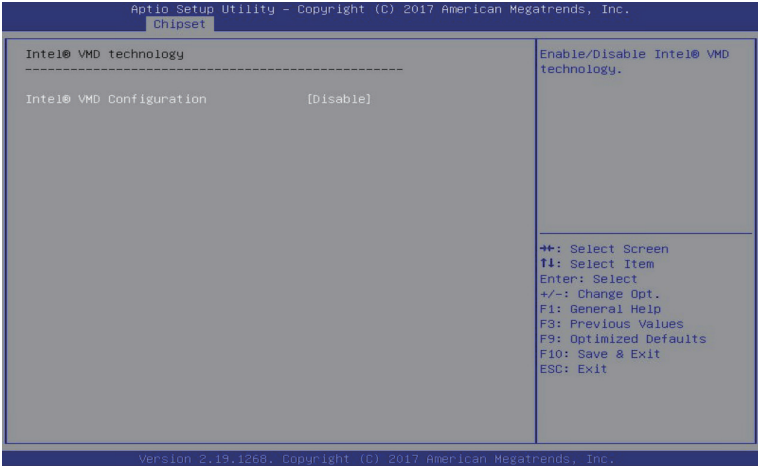 Aptio Setup Utility – Copyright (C) 2017 American Megatrends, Inc.
Chipset
Intel® VMD technology
--------------------------------------------------
Intel® VMD Configuration [Disable]
Enable/Disable Intel® VMD
technology.
→←: Select Screen
↑↓: Select Item
Enter: Select
+/-: Change Opt.
F1: General Help
F3: Previous Values
F9: Optimized Defaults
F10: Save & Exit
ESC: Exit
Version 2.19.1268. Copyright (C) 2017 American Megatrends, Inc.